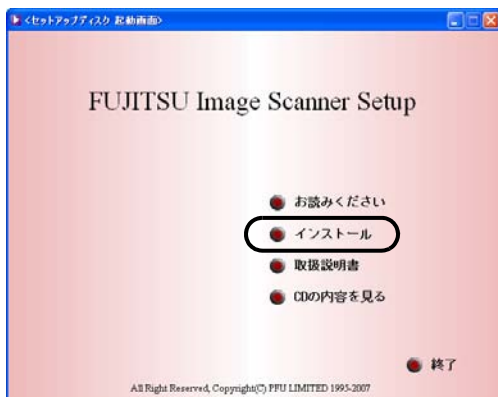 <セットアップディスク 起動画面>
FUJITSU Image Scanner Setup
お読みください
インストール
取扱説明書
CDの内容を見る
終了
All Right Reserved, Copyright(C) PFU LIMITED 1995-2007